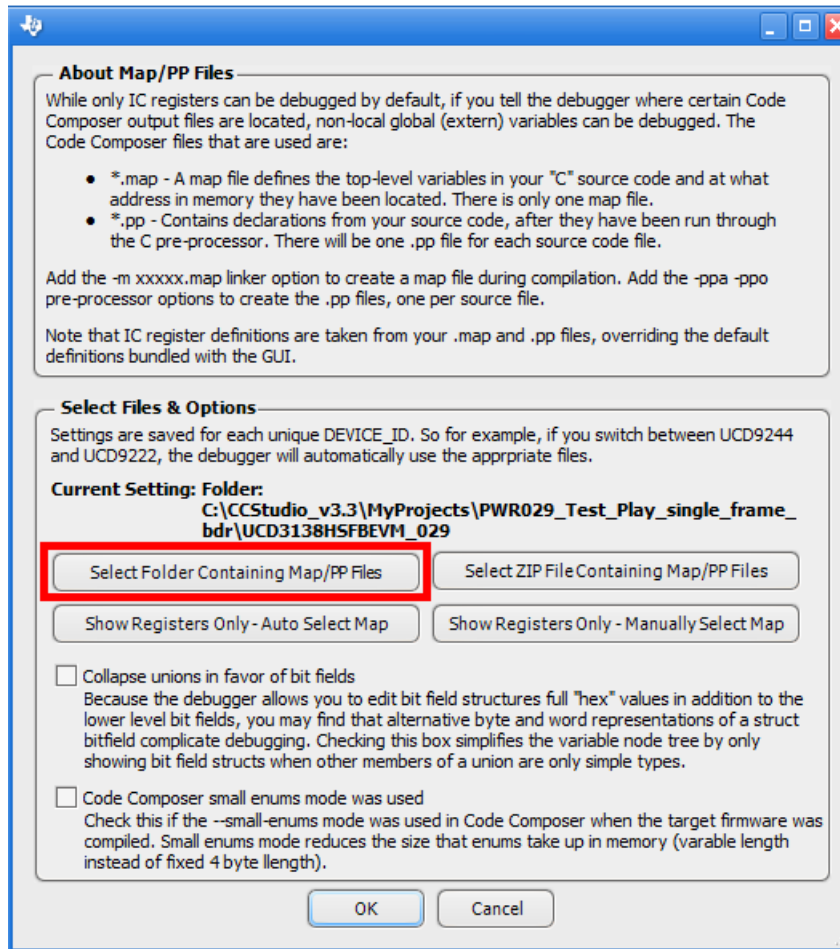 About Map/PP Files
While only IC registers can be debugged by default, if you tell the debugger where certain Code
Composer output files are located, non-local global (extern) variables can be debugged. The
Code Composer files that are used are:
● *.map - A map file defines the top-level variables in your "C" source code and at what
address in memory they have been located. There is only one map file.
● *.pp - Contains declarations from your source code, after they have been run through
the C pre-processor. There will be one .pp file for each source code file.
Add the -m xxxxx.map linker option to create a map file during compilation. Add the -ppa -ppo
pre-processor options to create the .pp files, one per source file.
Note that IC register definitions are taken from your .map and .pp files, overriding the default
definitions bundled with the GUI.
Select Files & Options
Settings are saved for each unique DEVICE_ID. So for example, if you switch between UCD9244
and UCD9222, the debugger will automatically use the apprpriate files.
Current Setting: Folder:
C:\CCStudio_v3.3\MyProjects\PWR029_Test_Play_single_frame_
bdr\UCD3138HSFBEVM_029
Select Folder Containing Map/PP Files
Select ZIP File Containing Map/PP Files
Show Registers Only - Auto Select Map
Show Registers Only - Manually Select Map
Collapse unions in favor of bit fields
Because the debugger allows you to edit bit field structures full "hex" values in addition to the
lower level bit fields, you may find that alternative byte and word representations of a struct
bitfield complicate debugging. Checking this box simplifies the variable node tree by only
showing bit field structs when other members of a union are only simple types.
Code Composer small enums mode was used
Check this if the --small-enums mode was used in Code Composer when the target firmware was
compiled. Small enums mode reduces the size that enums take up in memory (varable length
instead of fixed 4 byte llength).
OK
Cancel